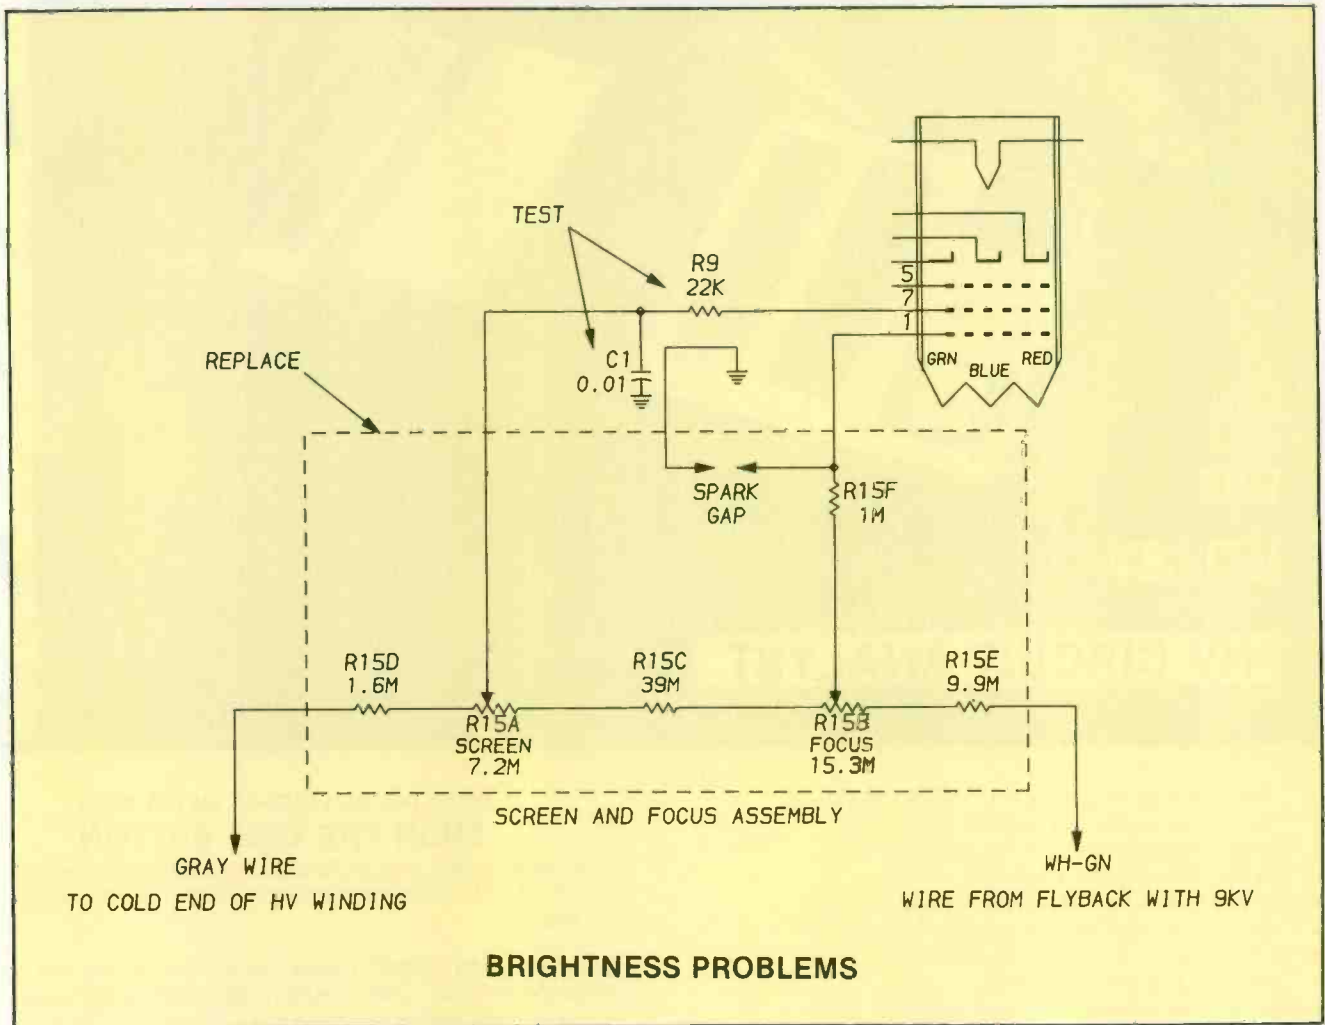 TEST
R9
22K
5
7
1
GRN
BLUE
RED
C1
0.01
REPLACE
SPARK
GAP
R15F
1M
R15D
1.6M
R15A
SCREEN
7.2M
R15C
39M
R15B
FOCUS
15.3M
R15E
9.9M
SCREEN AND FOCUS ASSEMBLY
GRAY WIRE
TO COLD END OF HV WINDING
WH-GN
WIRE FROM FLYBACK WITH 9KV
BRIGHTNESS PROBLEMS